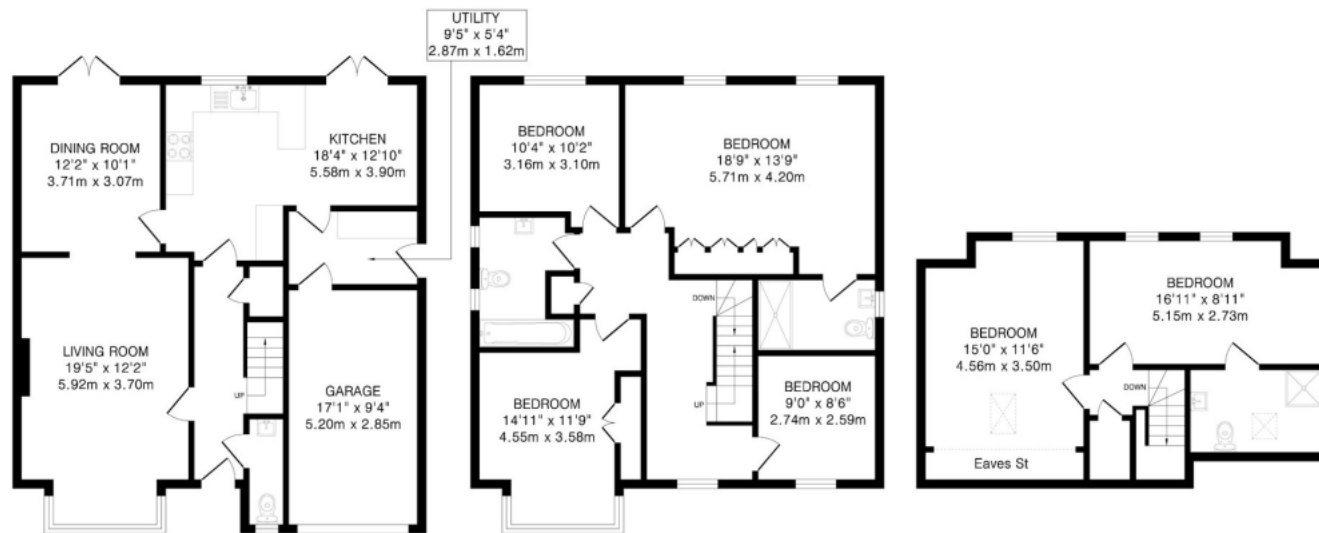 UTILITY
9'5" x 5'4"
2.87m x 1.62m
DINING ROOM
12'2" x 10'1"
3.71m x 3.07m
KITCHEN
18'4" x 12'10"
5.58m x 3.90m
LIVING ROOM
19'5" x 12'2"
5.92m x 3.70m
UP
GARAGE
17'1" x 9'4"
5.20m x 2.85m
BEDROOM
10'4" x 10'2"
3.16m x 3.10m
BEDROOM
18'9" x 13'9"
5.71m x 4.20m
DOWN
UP
BEDROOM
14'11" x 11'9"
4.55m x 3.58m
BEDROOM
9'0" x 8'6"
2.74m x 2.59m
BEDROOM
15'0" x 11'6"
4.56m x 3.50m
BEDROOM
16'11" x 8'11"
5.15m x 2.73m
DOWN
Eaves St